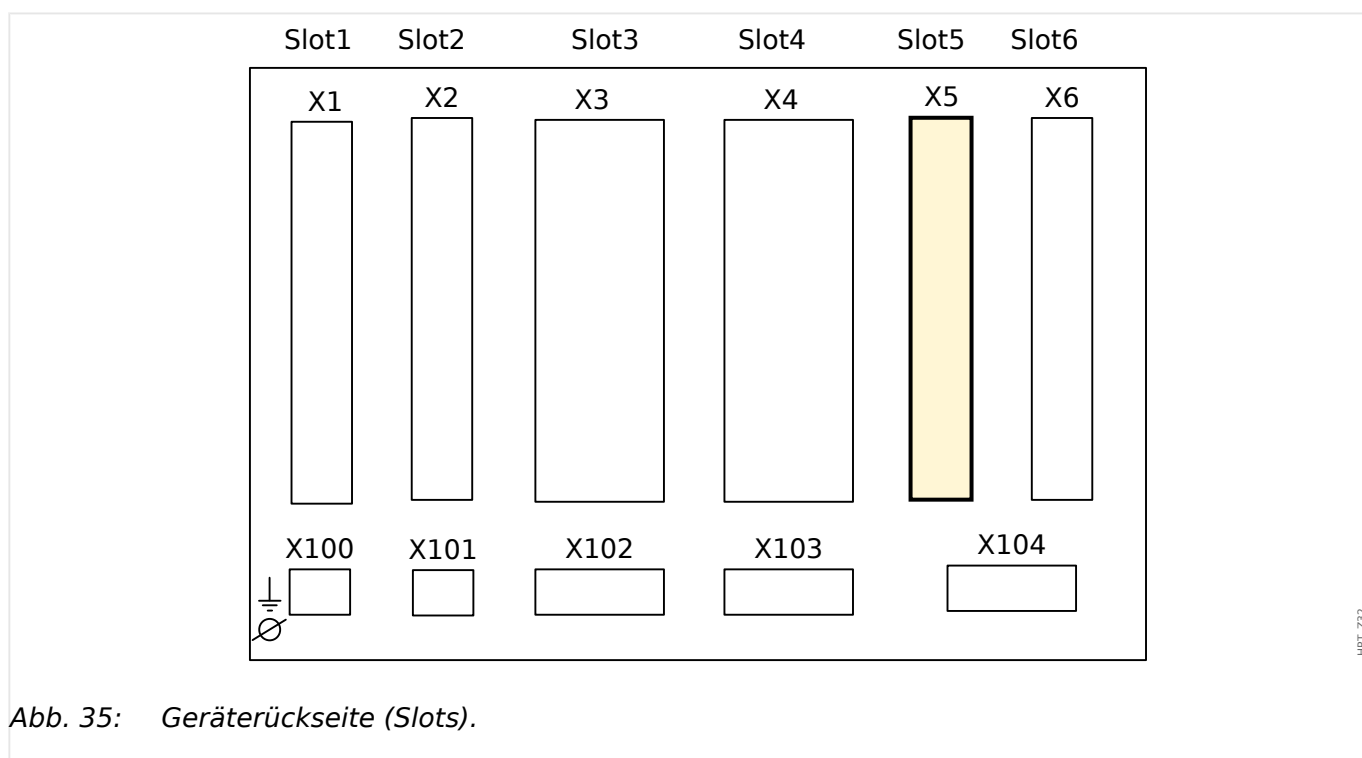 Slot1 Slot2 Slot3 Slot4 Slot5 Slot6
X1 X2 X3 X4 X5 X6
X100 X101 X102 X103 X104
Abb. 35: Geräterückseite (Slots).